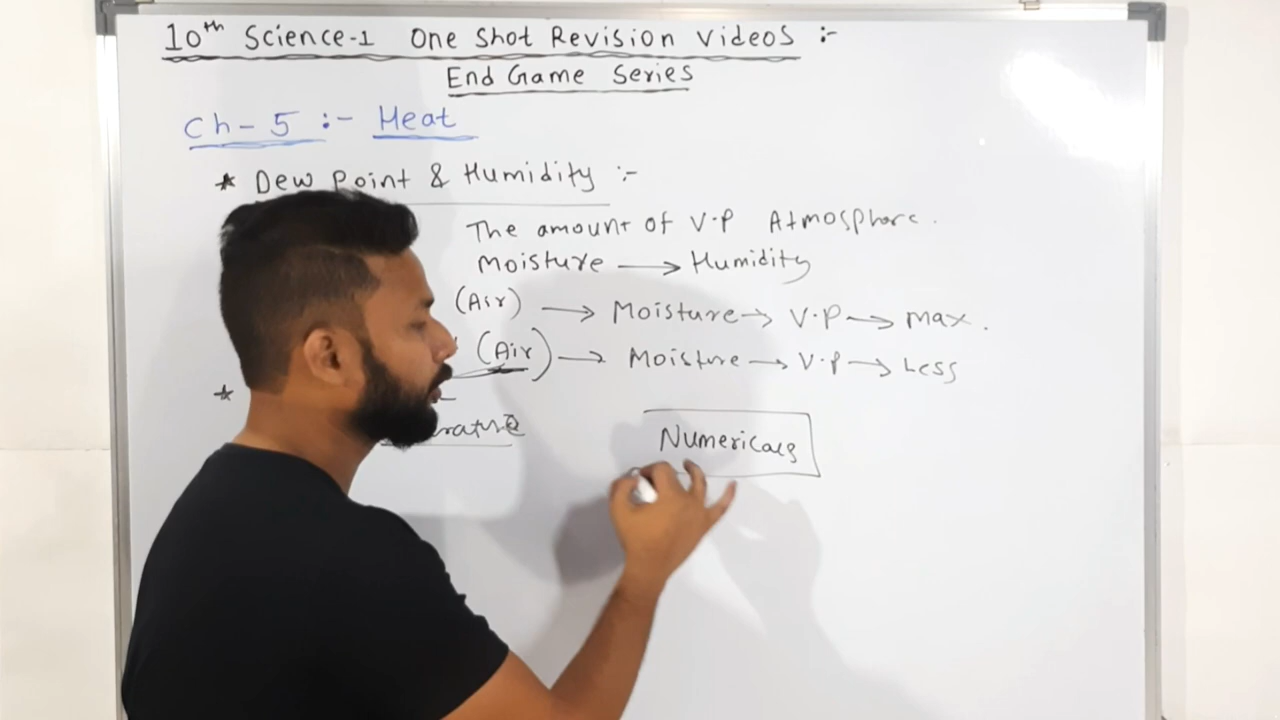 10th Science-1 One Shot Revision Videos :-
End Game Series
Ch-5 :- Heat
* Dew Point & Humidity :-
The amount of V.P Atmosphere.
Moisture → Humidity
(Air) → Moisture → V.P → max.
(Air) → Moisture → V.P → Less
*
Numericals